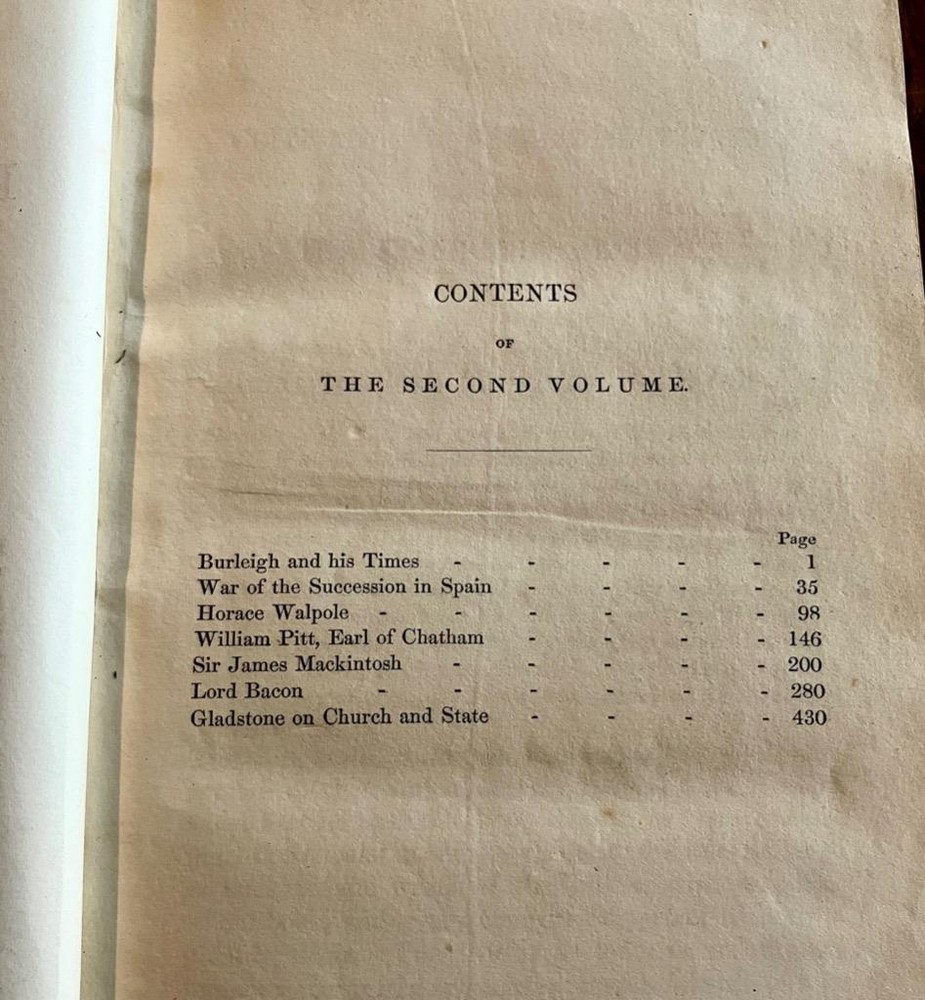 CONTENTS
OF
THE SECOND VOLUME.
Page
Burleigh and his Times - - - - - 1
War of the Succession in Spain - - - - 35
Horace Walpole - - - - - - 98
William Pitt, Earl of Chatham - - - - 146
Sir James Mackintosh - - - - - 200
Lord Bacon - - - - - - 280
Gladstone on Church and State - - - - 430